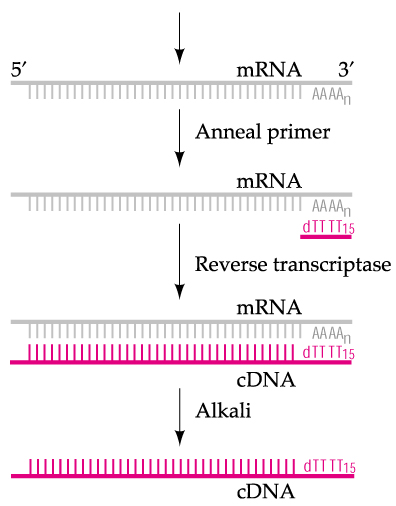 5′ mRNA 3′
AAAAn
Anneal primer
mRNA
AAAAn
dTTTT15
Reverse transcriptase
mRNA
AAAAn
dTTTT15
cDNA
Alkali
dTTTT15
cDNA